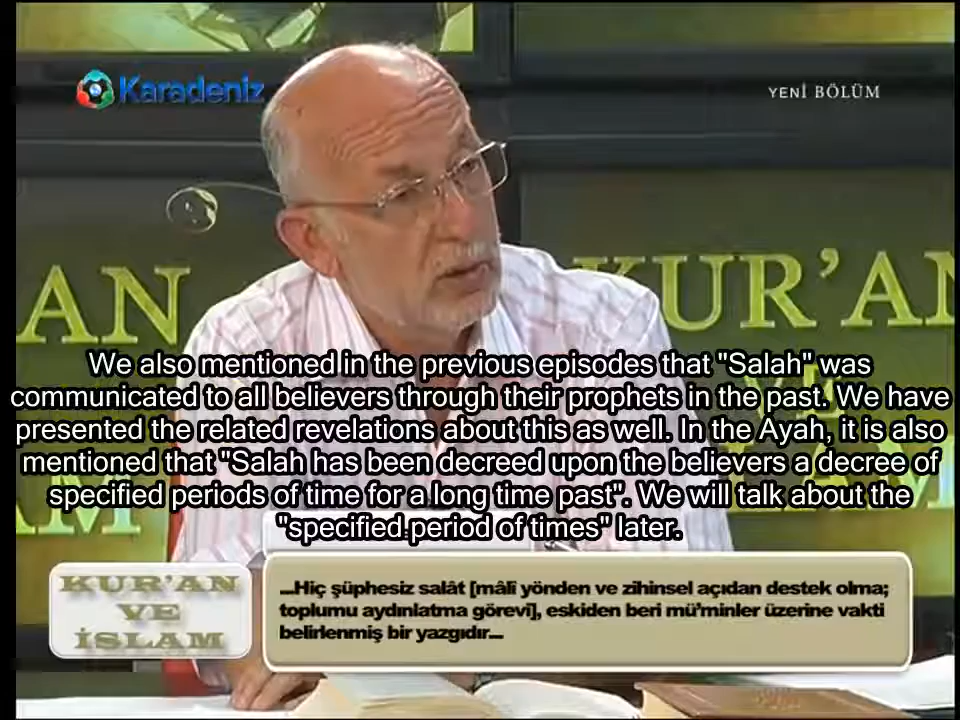 Karadeniz
YENİ BÖLÜM
AN
KUR'AN
We also mentioned in the previous episodes that "Salah" was
communicated to all believers through their prophets in the past. We have
presented the related revelations about this as well. In the Ayah, it is also
mentioned that "Salah has been decreed upon the believers a decree of
specified periods of time for a long time past". We will talk about the
"specified period of times" later.
KUR'AN
VE
İSLAM
...Hiç şüphesiz salât [mâlî yönden ve zihinsel açıdan destek olma;
toplumu aydınlatma görevi], eskiden beri mü'minler üzerine vakti
belirlenmiş bir yazgıdır...